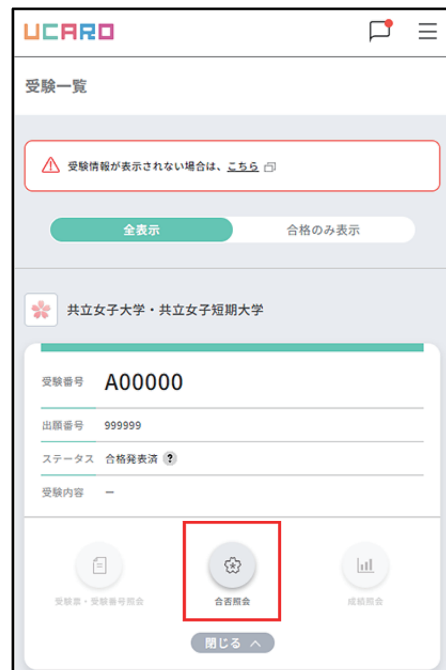 UCARO
受験一覧
受験情報が表示されない場合は、こちら
全表示
合格のみ表示
共立女子大学・共立女子短期大学
受験番号 A00000
出願番号 999999
ステータス 合格発表済 ?
受験内容 ー
受験票・受験番号照会
合否照会
成績照会
閉じる